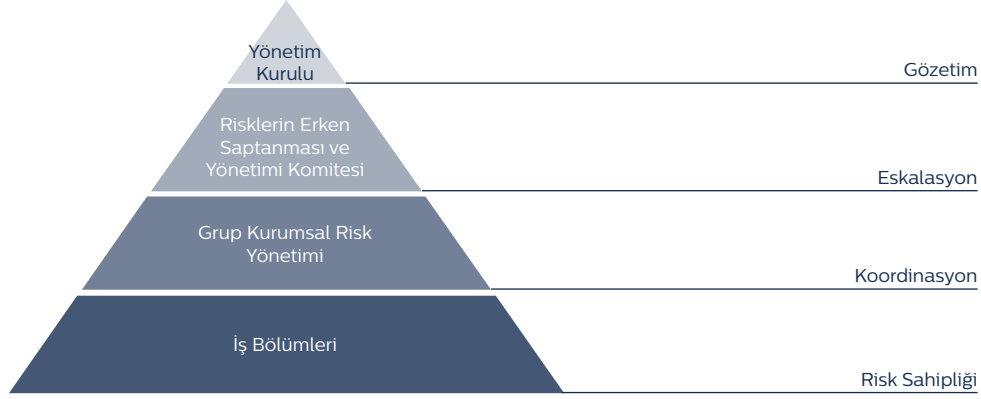 Yönetim
Kurulu
Gözetim
Risklerin Erken
Saptanması ve
Yönetimi Komitesi
Eskalasyon
Grup Kurumsal Risk
Yönetimi
Koordinasyon
İş Bölümleri
Risk Sahipliği